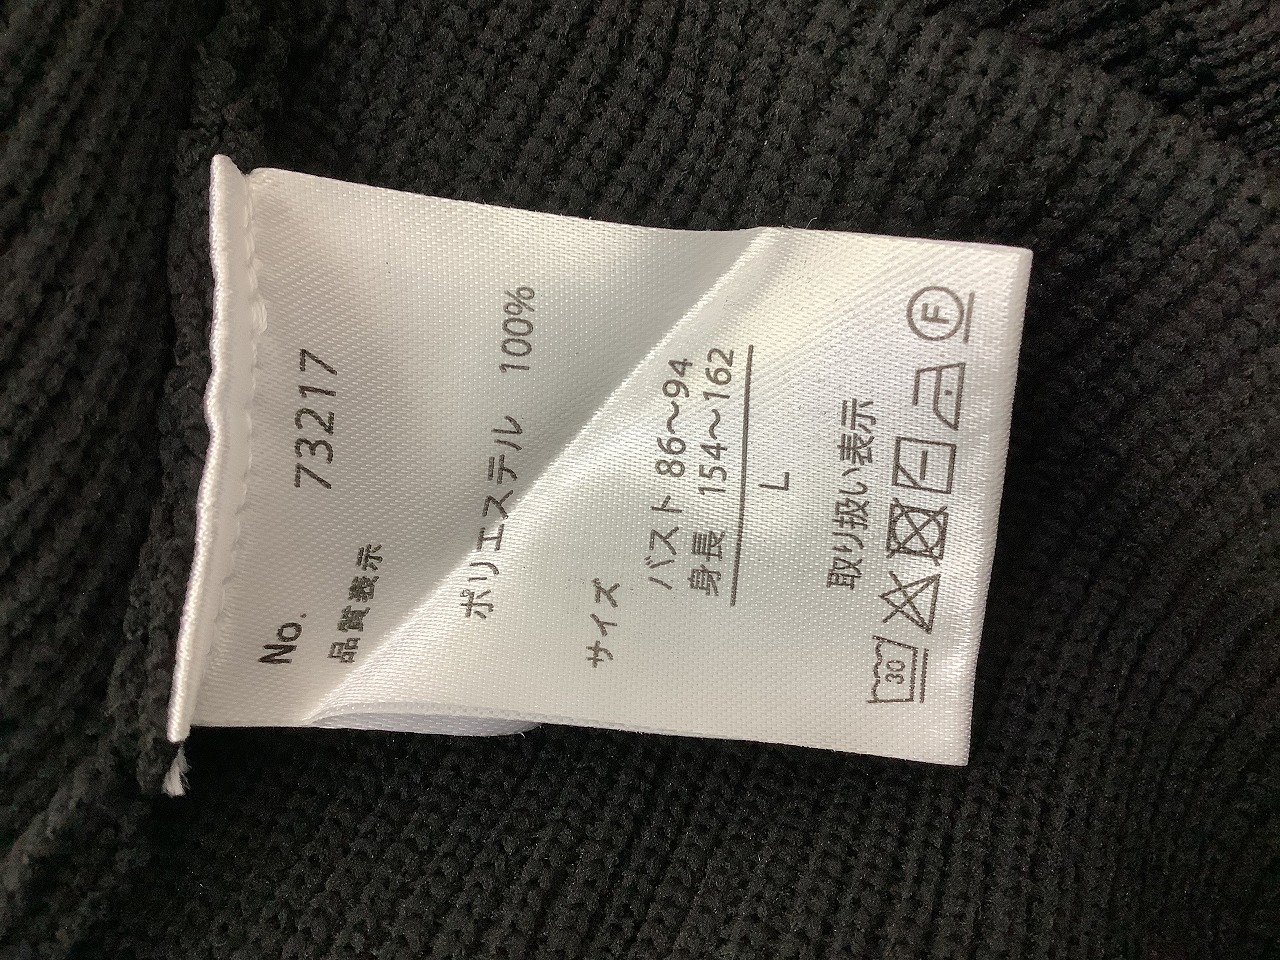 No. 73217
品質表示
ポリエステル 100%
サイズ
バスト 86～94
身長 154～162
L
取り扱い表示
30
F